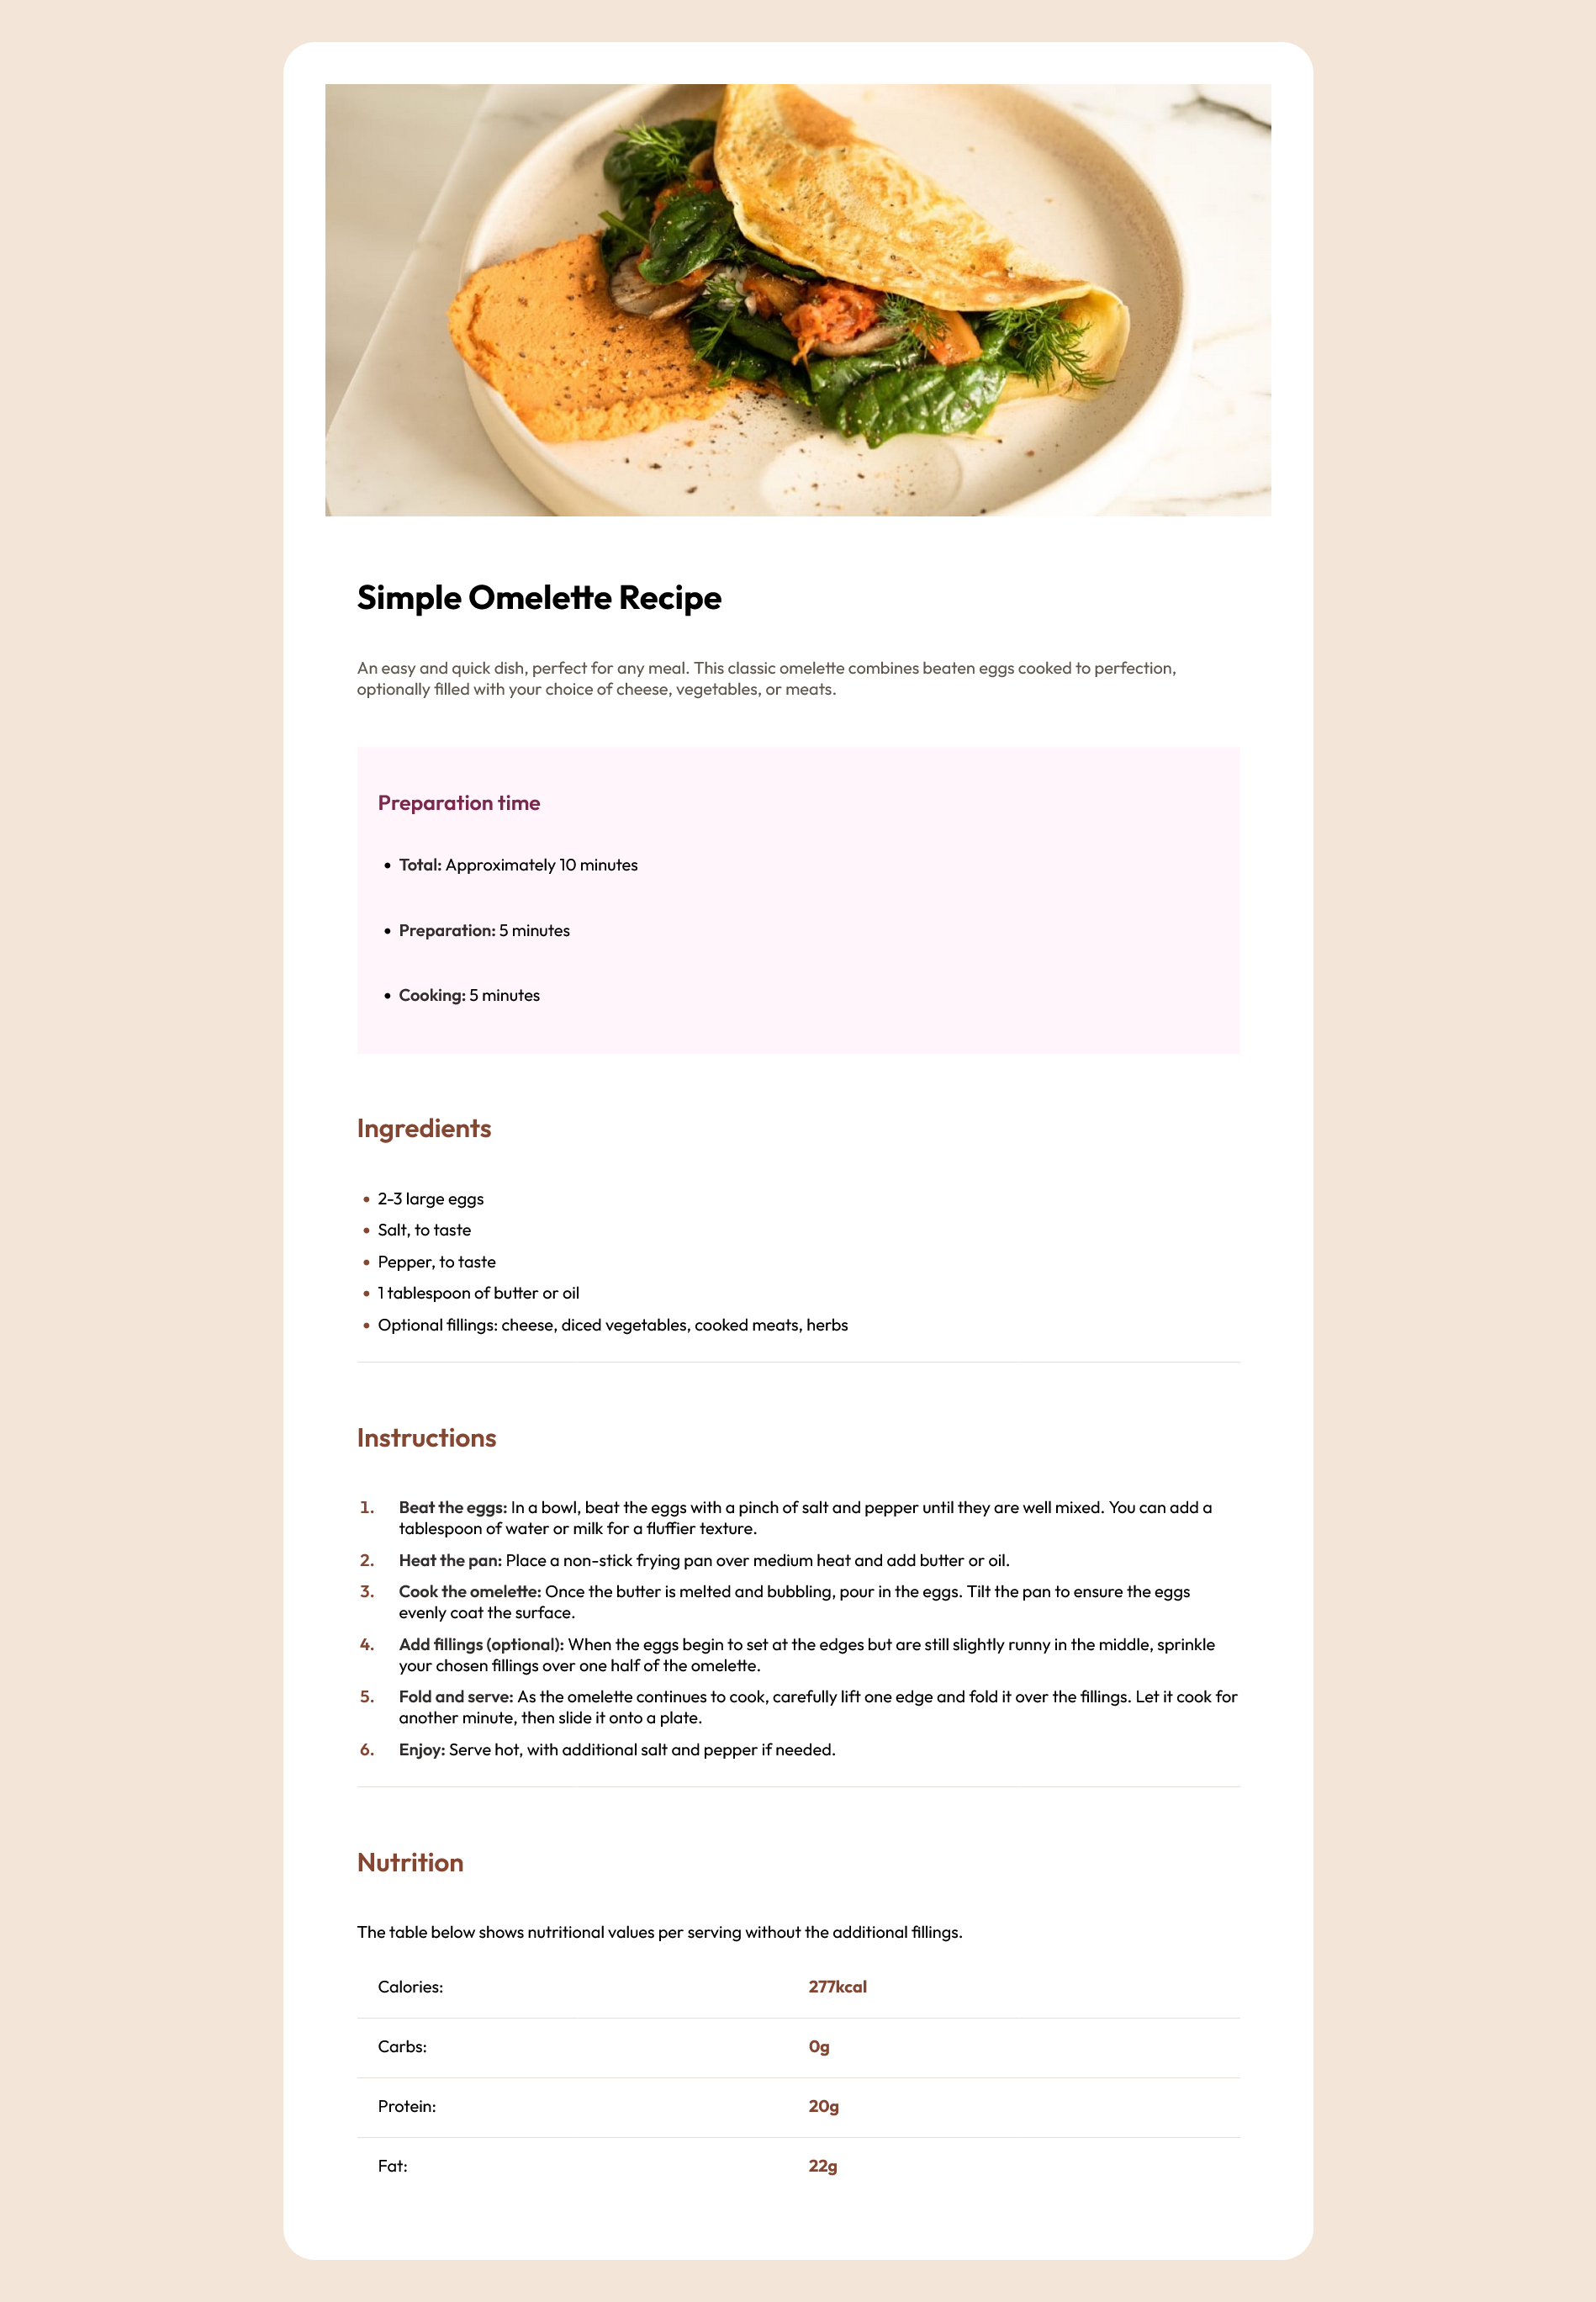 Simple Omelette Recipe
An easy and quick dish, perfect for any meal. This classic omelette combines beaten eggs cooked to perfection,
optionally filled with your choice of cheese, vegetables, or meats.
Preparation time
• Total: Approximately 10 minutes
• Preparation: 5 minutes
• Cooking: 5 minutes
Ingredients
• 2-3 large eggs
• Salt, to taste
• Pepper, to taste
• 1 tablespoon of butter or oil
• Optional fillings: cheese, diced vegetables, cooked meats, herbs
Instructions
1. Beat the eggs: In a bowl, beat the eggs with a pinch of salt and pepper until they are well mixed. You can add a
tablespoon of water or milk for a fluffier texture.
2. Heat the pan: Place a non-stick frying pan over medium heat and add butter or oil.
3. Cook the omelette: Once the butter is melted and bubbling, pour in the eggs. Tilt the pan to ensure the eggs
evenly coat the surface.
4. Add fillings (optional): When the eggs begin to set at the edges but are still slightly runny in the middle, sprinkle
your chosen fillings over one half of the omelette.
5. Fold and serve: As the omelette continues to cook, carefully lift one edge and fold it over the fillings. Let it cook for
another minute, then slide it onto a plate.
6. Enjoy: Serve hot, with additional salt and pepper if needed.
Nutrition
The table below shows nutritional values per serving without the additional fillings.
Calories: 277kcal
Carbs: 0g
Protein: 20g
Fat: 22g